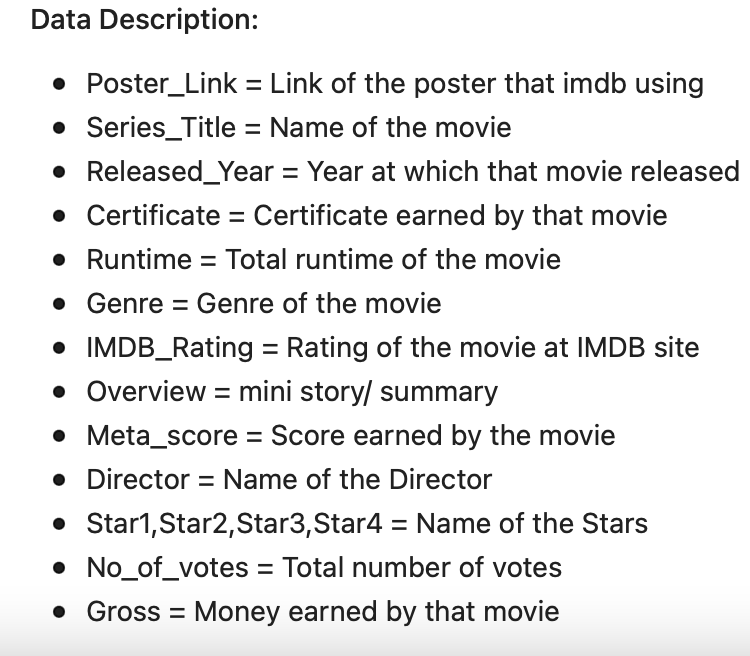 Data Description:
• Poster_Link = Link of the poster that imdb using
• Series_Title = Name of the movie
• Released_Year = Year at which that movie released
• Certificate = Certificate earned by that movie
• Runtime = Total runtime of the movie
• Genre = Genre of the movie
• IMDB_Rating = Rating of the movie at IMDB site
• Overview = mini story/ summary
• Meta_score = Score earned by the movie
• Director = Name of the Director
• Star1,Star2,Star3,Star4 = Name of the Stars
• No_of_votes = Total number of votes
• Gross = Money earned by that movie